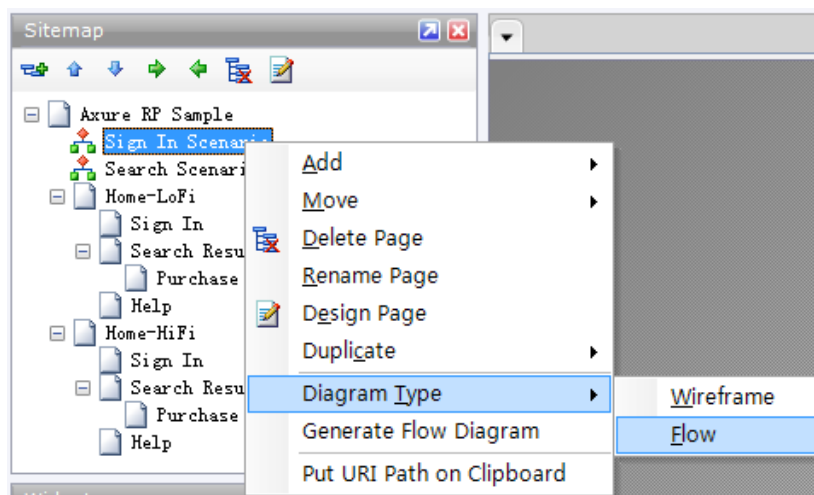 Sitemap
Axure RP Sample
Sign In Scenario
Search Scenari
Home-LoFi
Sign In
Search Resu
Purchase
Help
Home-HiFi
Sign In
Search Resu
Purchase
Help
Add
Move
Delete Page
Rename Page
Design Page
Duplicate
Diagram Type
Generate Flow Diagram
Put URI Path on Clipboard
Wireframe
Flow